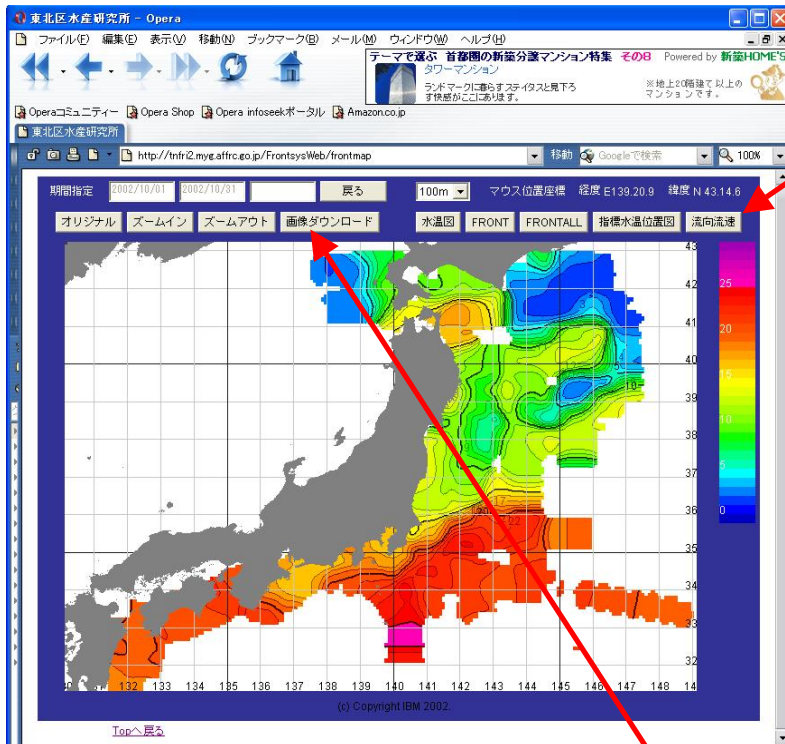 東北区水産研究所 - Opera
ファイル(F) 編集(E) 表示(V) 移動(N) ブックマーク(B) メール(M) ウィンドウ(W) ヘルプ(H)
テーマで選ぶ 首都圏の新築分譲マンション特集 その8 Powered by 新築HOME'S
タワーマンション
ランドマークに暮らすステイタスと見下ろ
す快感がここにあります。
※地上20階建て以上の
マンションです。
Operaコミュニティー Opera Shop Opera infoseekポータル Amazon.co.jp
東北区水産研究所
http://tnfri2.myg.affrc.go.jp/FrontsysWeb/frontmap 移動 Googleで検索 100%
期間指定 2002/10/01 2002/10/31 戻る 100m マウス位置座標 経度 E139.20.9 緯度 N 43.14.6
オリジナル ズームイン ズームアウト 画像ダウンロード 水温図 FRONT FRONTALL 指標水温位置図 流向流速
43
42
41
40
39
38
37
36
35
34
33
32
25
20
15
10
5
0
132 133 134 135 136 137 138 139 140 141 142 143 144 145 146 147 148 14
(c) Copyright IBM 2002.
Topへ戻る